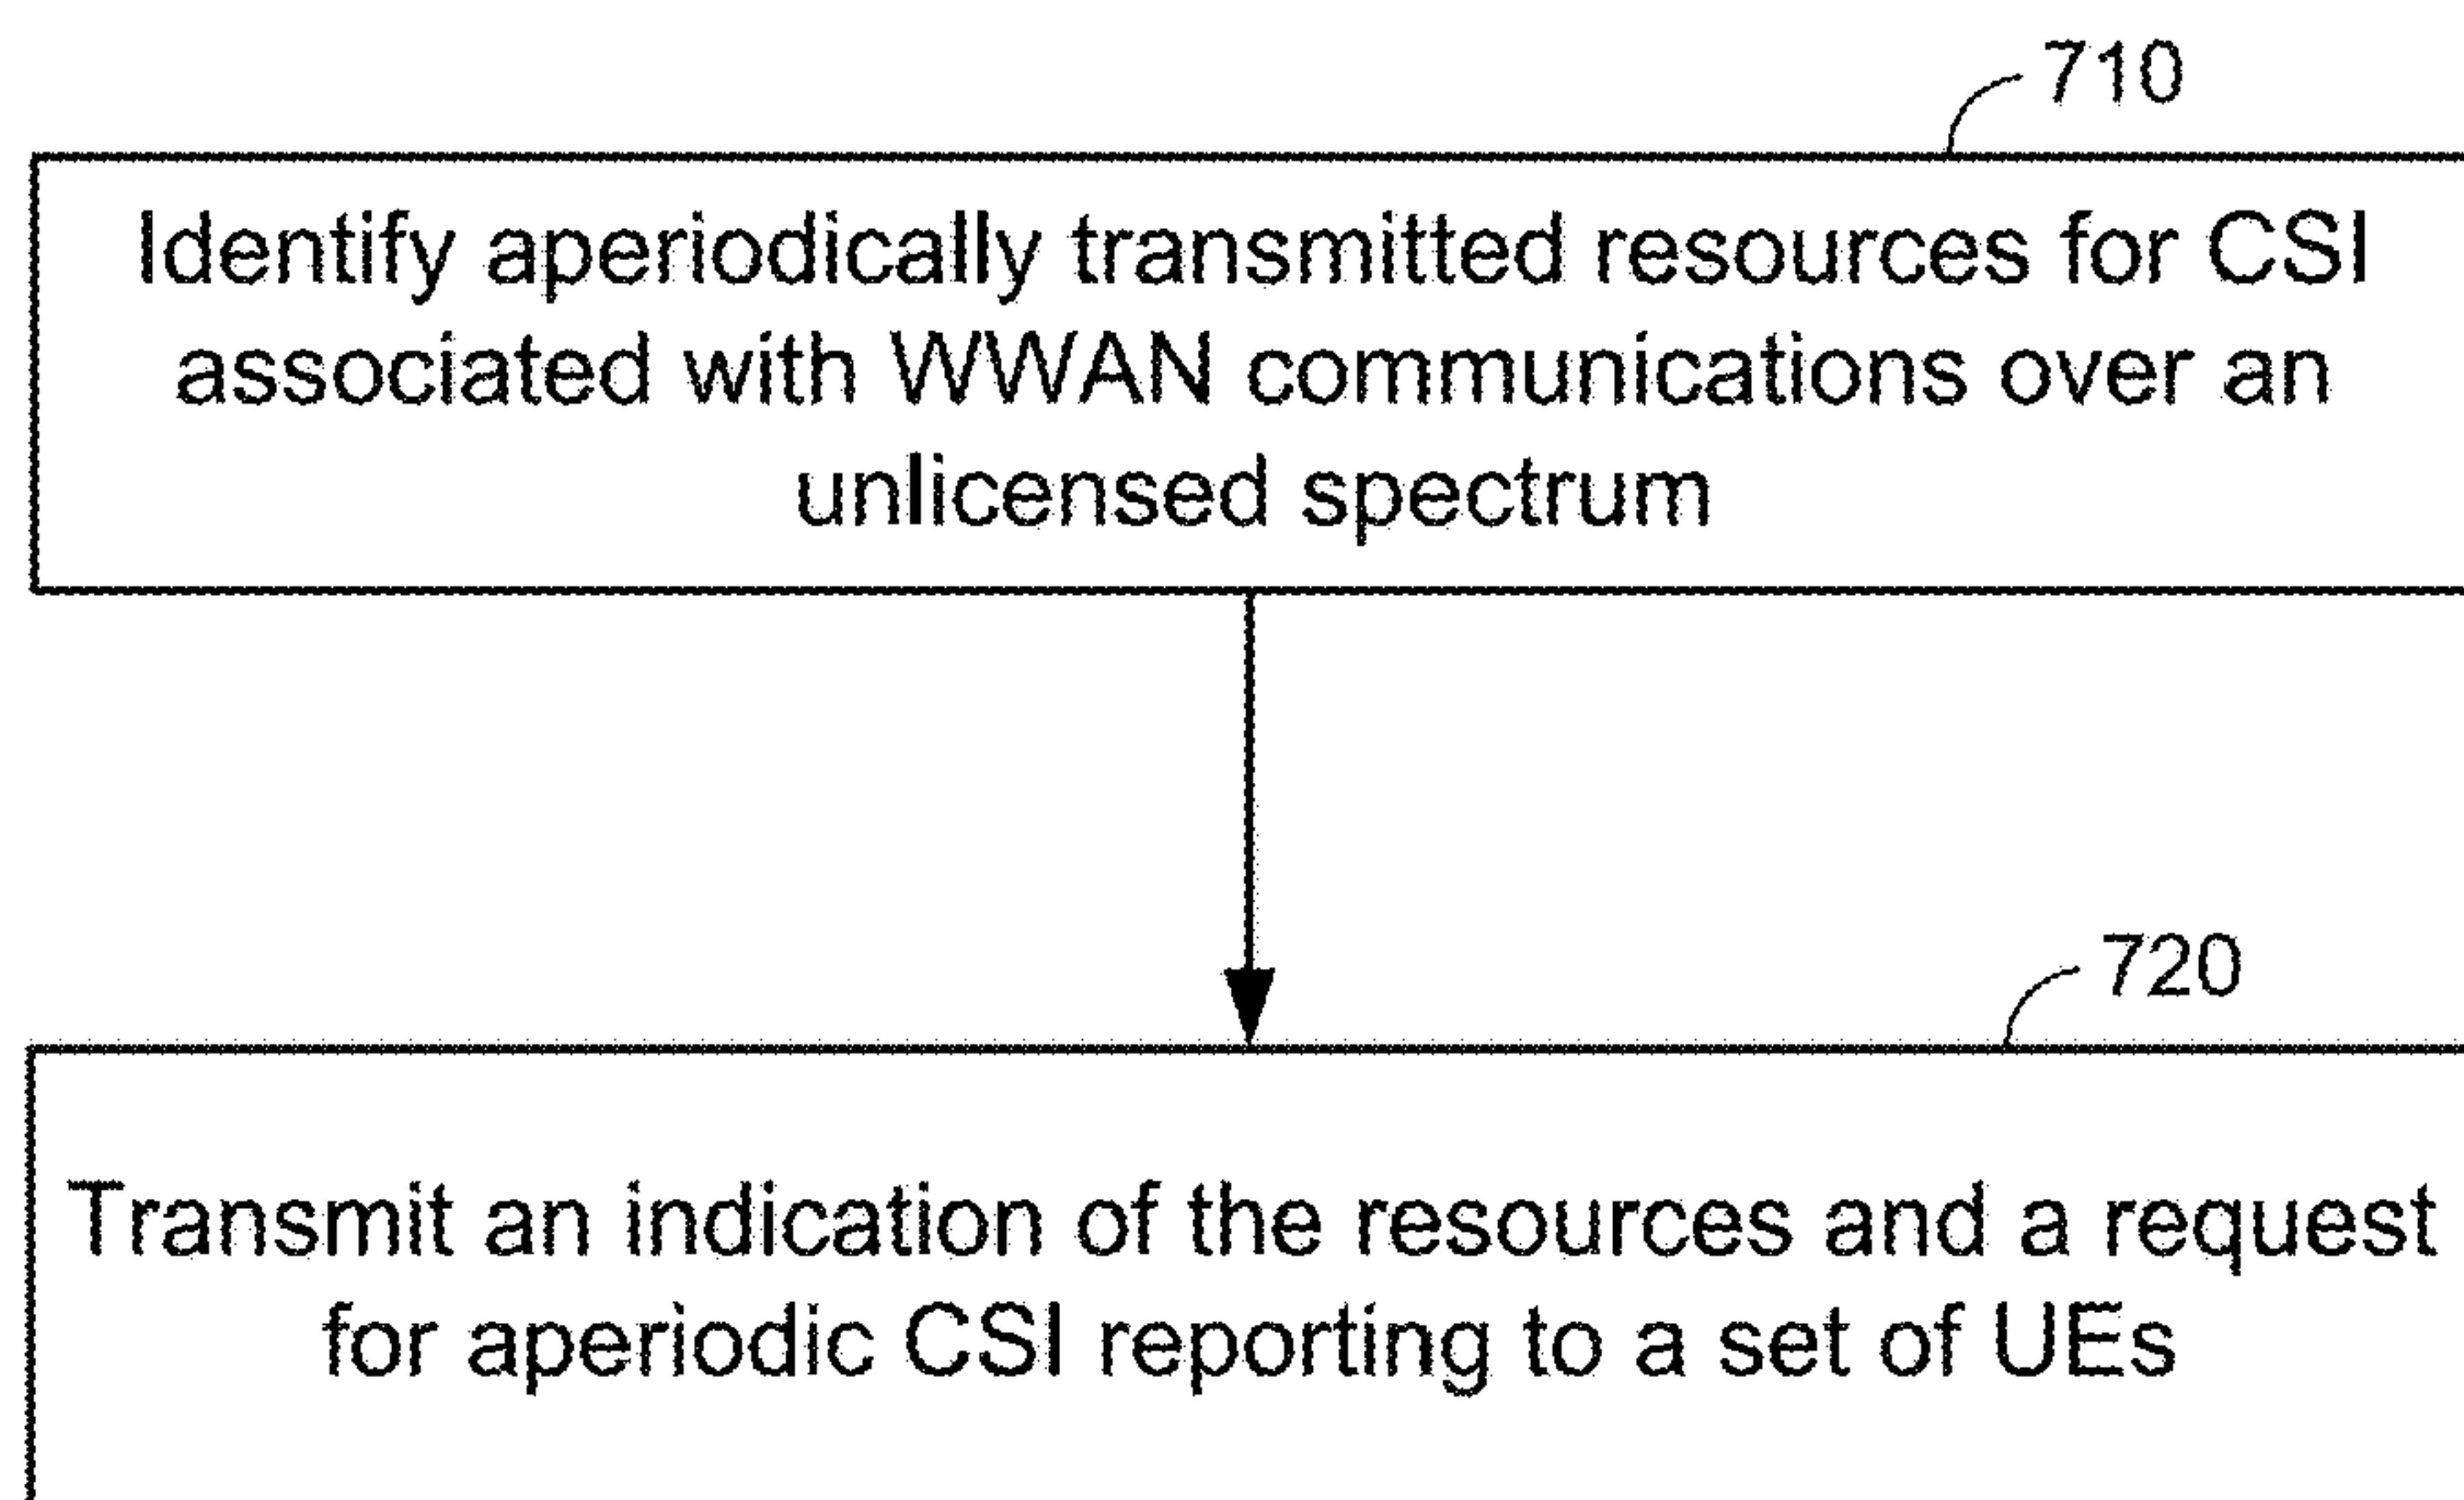 710
Identify aperiodically transmitted resources for CSI
associated with WWAN communications over an
unlicensed spectrum
720
Transmit an indication of the resources and a request
for aperiodic CSI reporting to a set of UEs